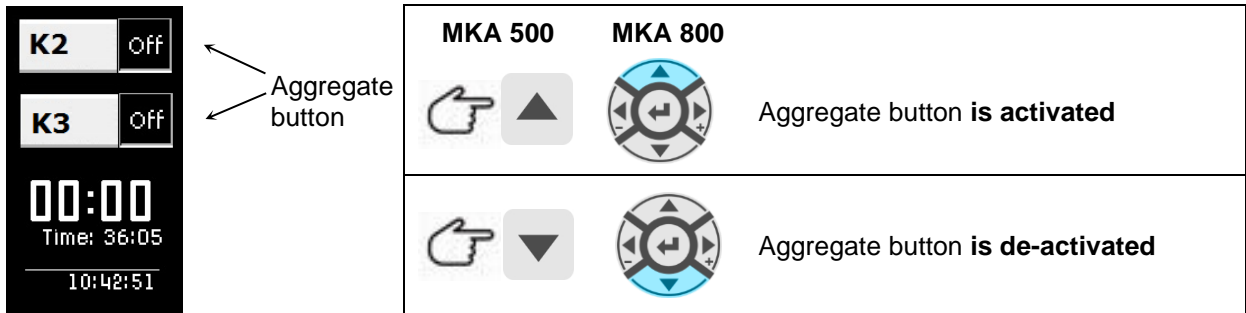 K2 Off
K3 Off
00:00
Time: 36:05
10:42:51
Aggregate
button
MKA 500 MKA 800
Aggregate button is activated
Aggregate button is de-activated